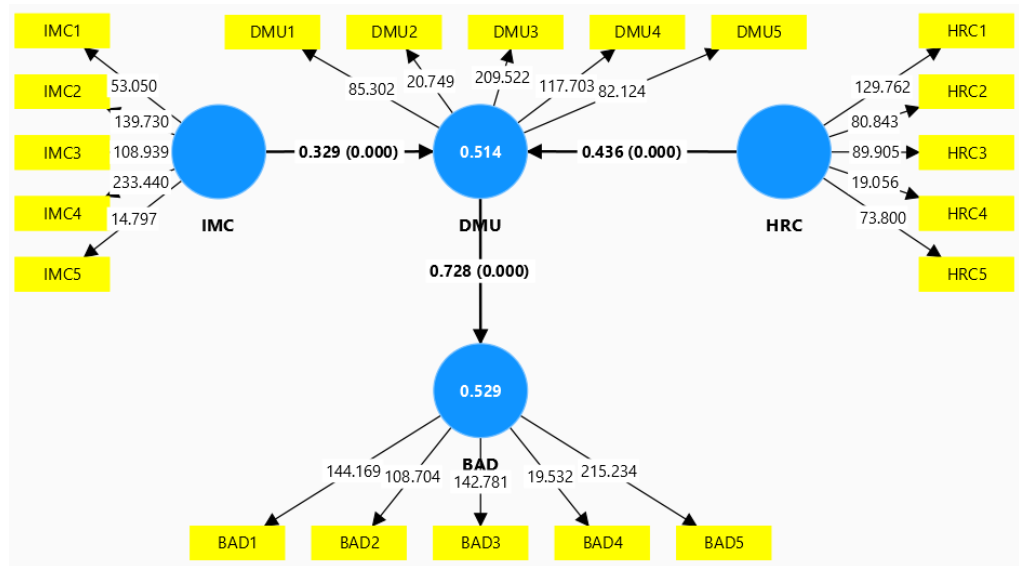 IMC1
DMU1
DMU2
DMU3
DMU4
DMU5
HRC1
53.050
85.302
20.749
209.522
117.703
82.124
129.762
IMC2
139.730
80.843
HRC2
IMC3
108.939
0.329 (0.000)
0.514
0.436 (0.000)
89.905
HRC3
233.440
19.056
IMC4
14.797
IMC
DMU
HRC
73.800
HRC4
IMC5
HRC5
0.728 (0.000)
0.529
BAD
144.169
108.704
142.781
19.532
215.234
BAD1
BAD2
BAD3
BAD4
BAD5